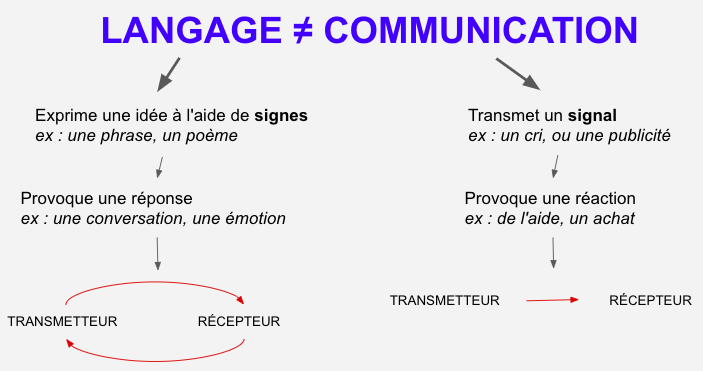 LANGAGE ≠ COMMUNICATION
Exprime une idée à l'aide de signes
ex : une phrase, un poème
Provoque une réponse
ex : une conversation, une émotion
TRANSMETTEUR RÉCEPTEUR
Transmet un signal
ex : un cri, ou une publicité
Provoque une réaction
ex : de l'aide, un achat
TRANSMETTEUR RÉCEPTEUR